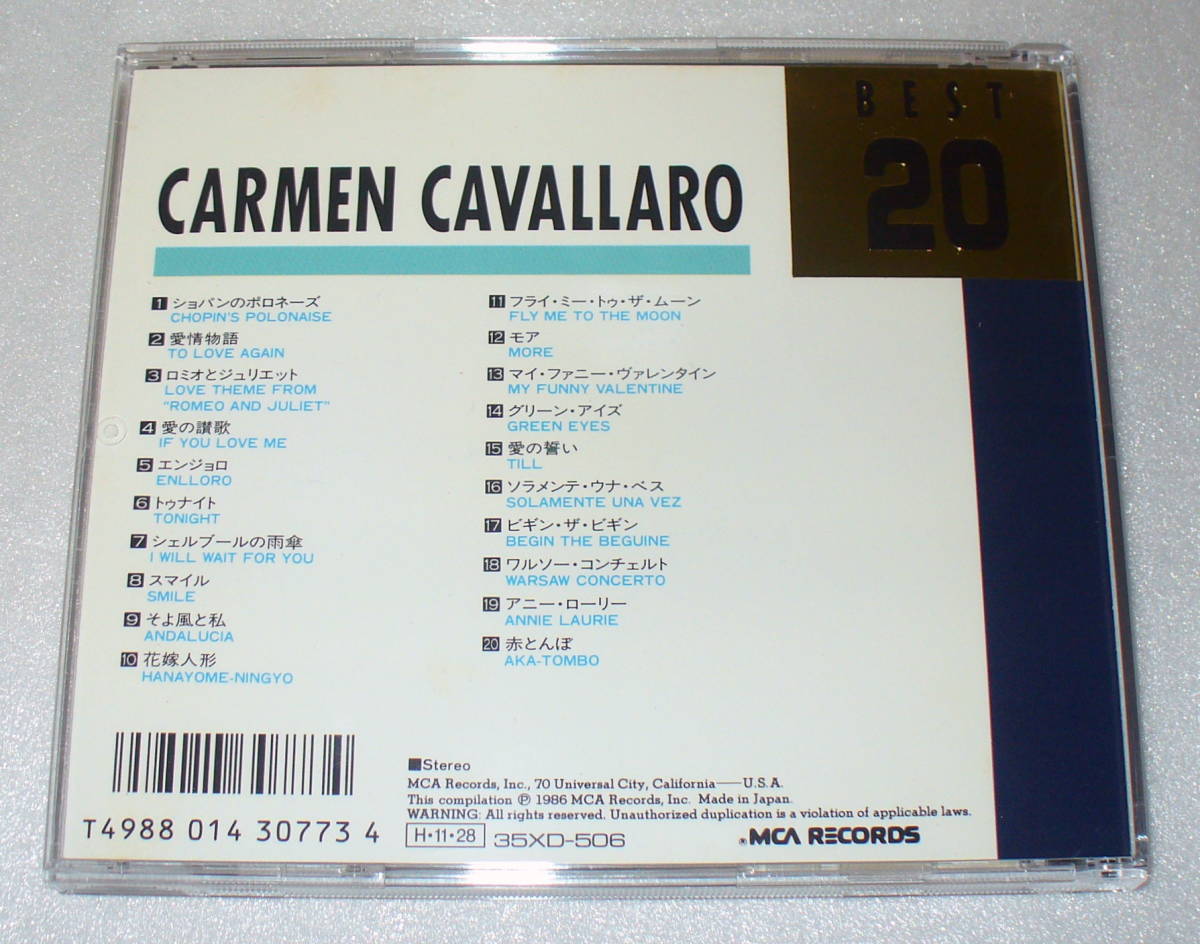 BEST
20
CARMEN CAVALLARO
1 ショパンのポロネーズ
CHOPIN'S POLONAISE
2 愛情物語
TO LOVE AGAIN
3 ロミオとジュリエット
LOVE THEME FROM
"ROMEO AND JULIET"
4 愛の讃歌
IF YOU LOVE ME
5 エンジョロ
ENLLORO
6 トゥナイト
TONIGHT
7 シェルブールの雨傘
I WILL WAIT FOR YOU
8 スマイル
SMILE
9 そよ風と私
ANDALUCIA
10 花嫁人形
HANAYOME-NINGYO
11 フライ・ミー・トゥ・ザ・ムーン
FLY ME TO THE MOON
12 モア
MORE
13 マイ・ファニー・ヴァレンタイン
MY FUNNY VALENTINE
14 グリーン・アイズ
GREEN EYES
15 愛の誓い
TILL
16 ソラメンテ・ウナ・ベス
SOLAMENTE UNA VEZ
17 ビギン・ザ・ビギン
BEGIN THE BEGUINE
18 ワルソー・コンチェルト
WARSAW CONCERTO
19 アニー・ローリー
ANNIE LAURIE
20 赤とんぼ
AKA-TOMBO
T4988 014 30773 4
■Stereo
MCA Records, Inc., 70 Universal City, California——U.S.A.
This compilation ℗ 1986 MCA Records, Inc. Made in Japan.
WARNING: All rights reserved. Unauthorized duplication is a violation of applicable laws.
H・11・28 35XD-506
®MCA RECORDS